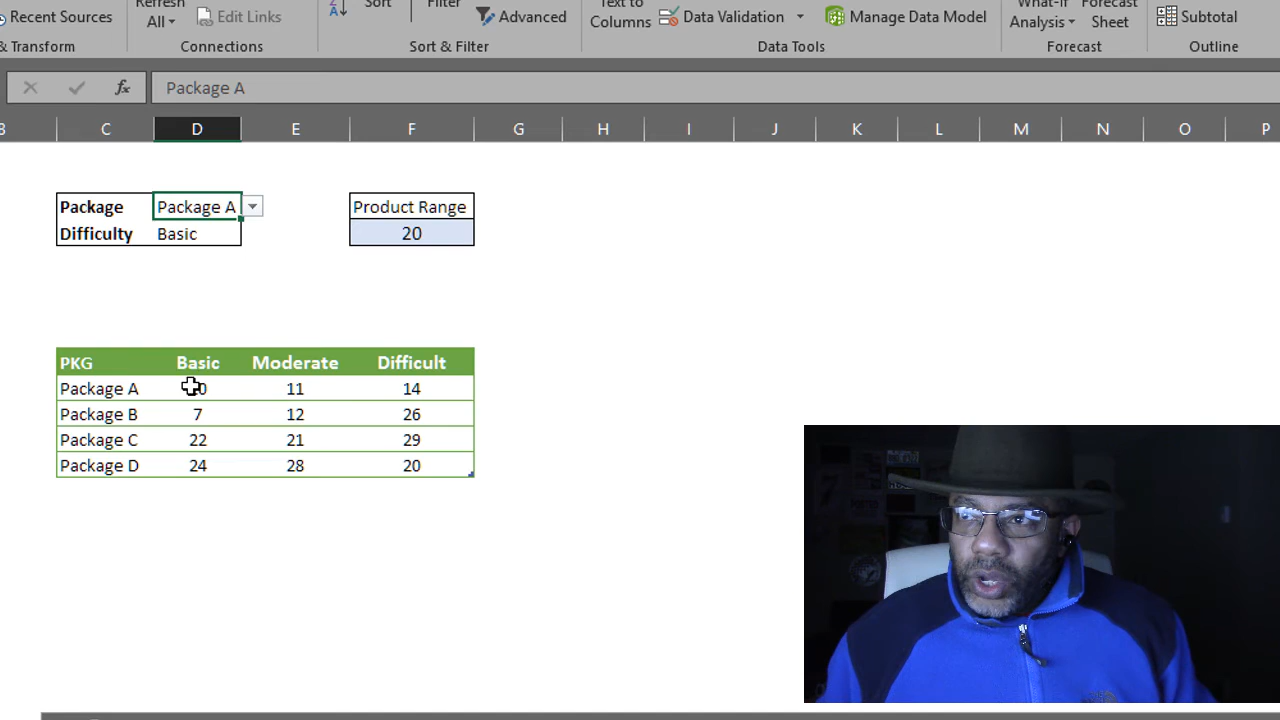 Recent Sources
Refresh
All
Edit Links
Sort
Filter
Advanced
Text to
Columns
Data Validation
Manage Data Model
What-If
Analysis
Forecast
Sheet
Subtotal
& Transform
Connections
Sort & Filter
Data Tools
Forecast
Outline
fx Package A
B C D E F G H I J K L M N O P
Package Package A Product Range
Difficulty Basic 20
PKG Basic Moderate Difficult
Package A 11 14
Package B 7 12 26
Package C 22 21 29
Package D 24 28 20